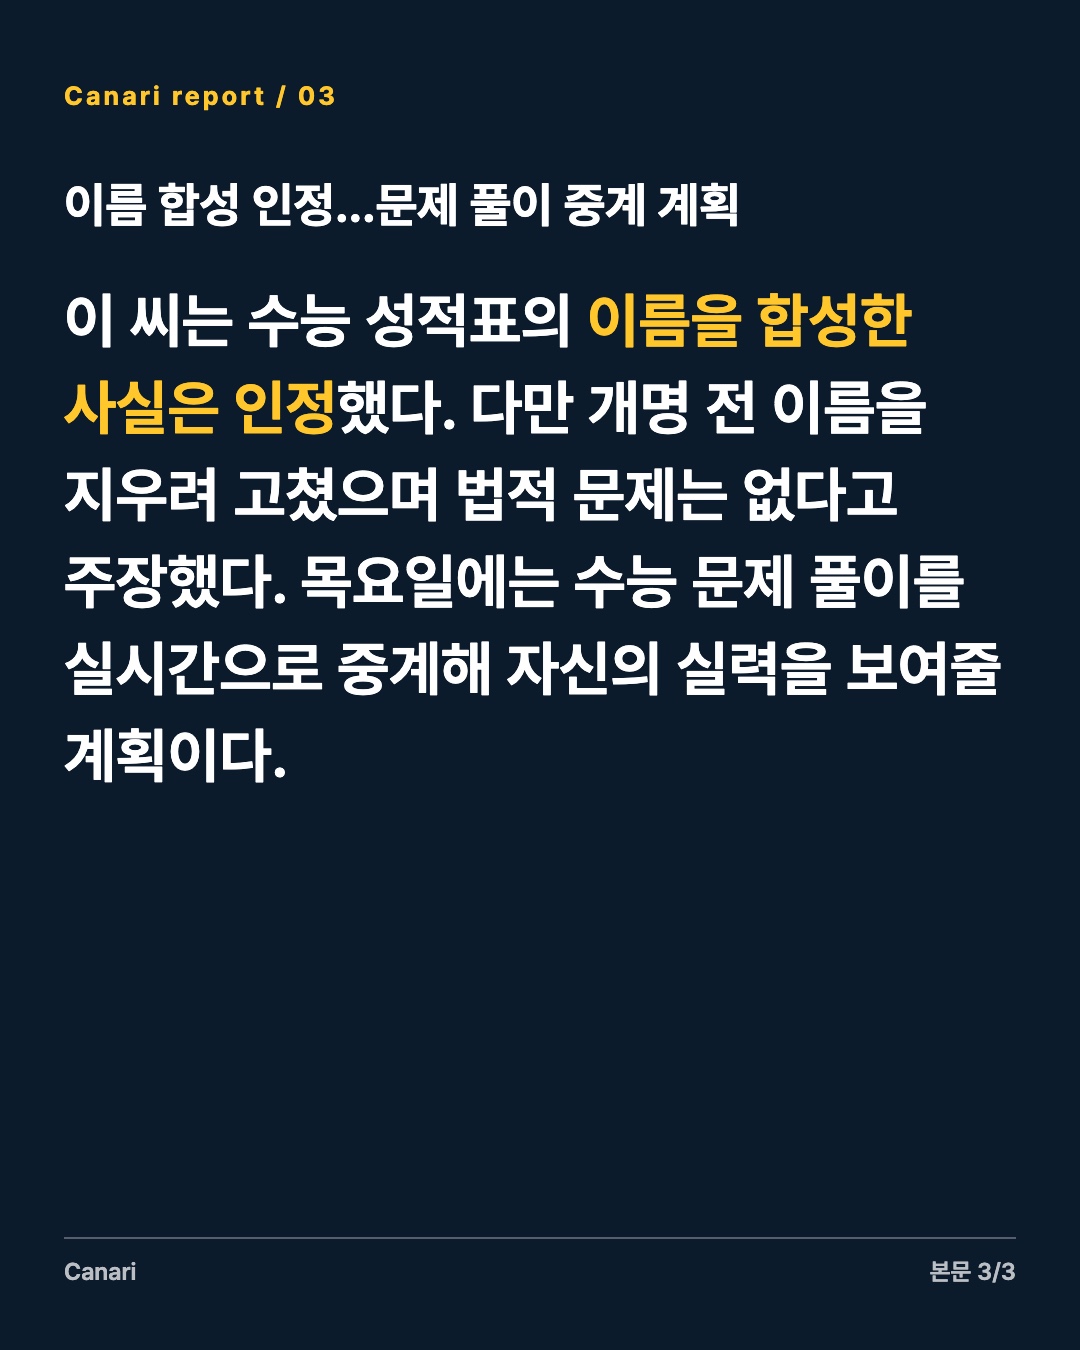 Canari report / 03
이름 합성 인정...문제 풀이 중계 계획
이 씨는 수능 성적표의 이름을 합성한
사실은 인정했다. 다만 개명 전 이름을
지우려 고쳤으며 법적 문제는 없다고
주장했다. 목요일에는 수능 문제 풀이를
실시간으로 중계해 자신의 실력을 보여줄
계획이다.
Canari
본문 3/3